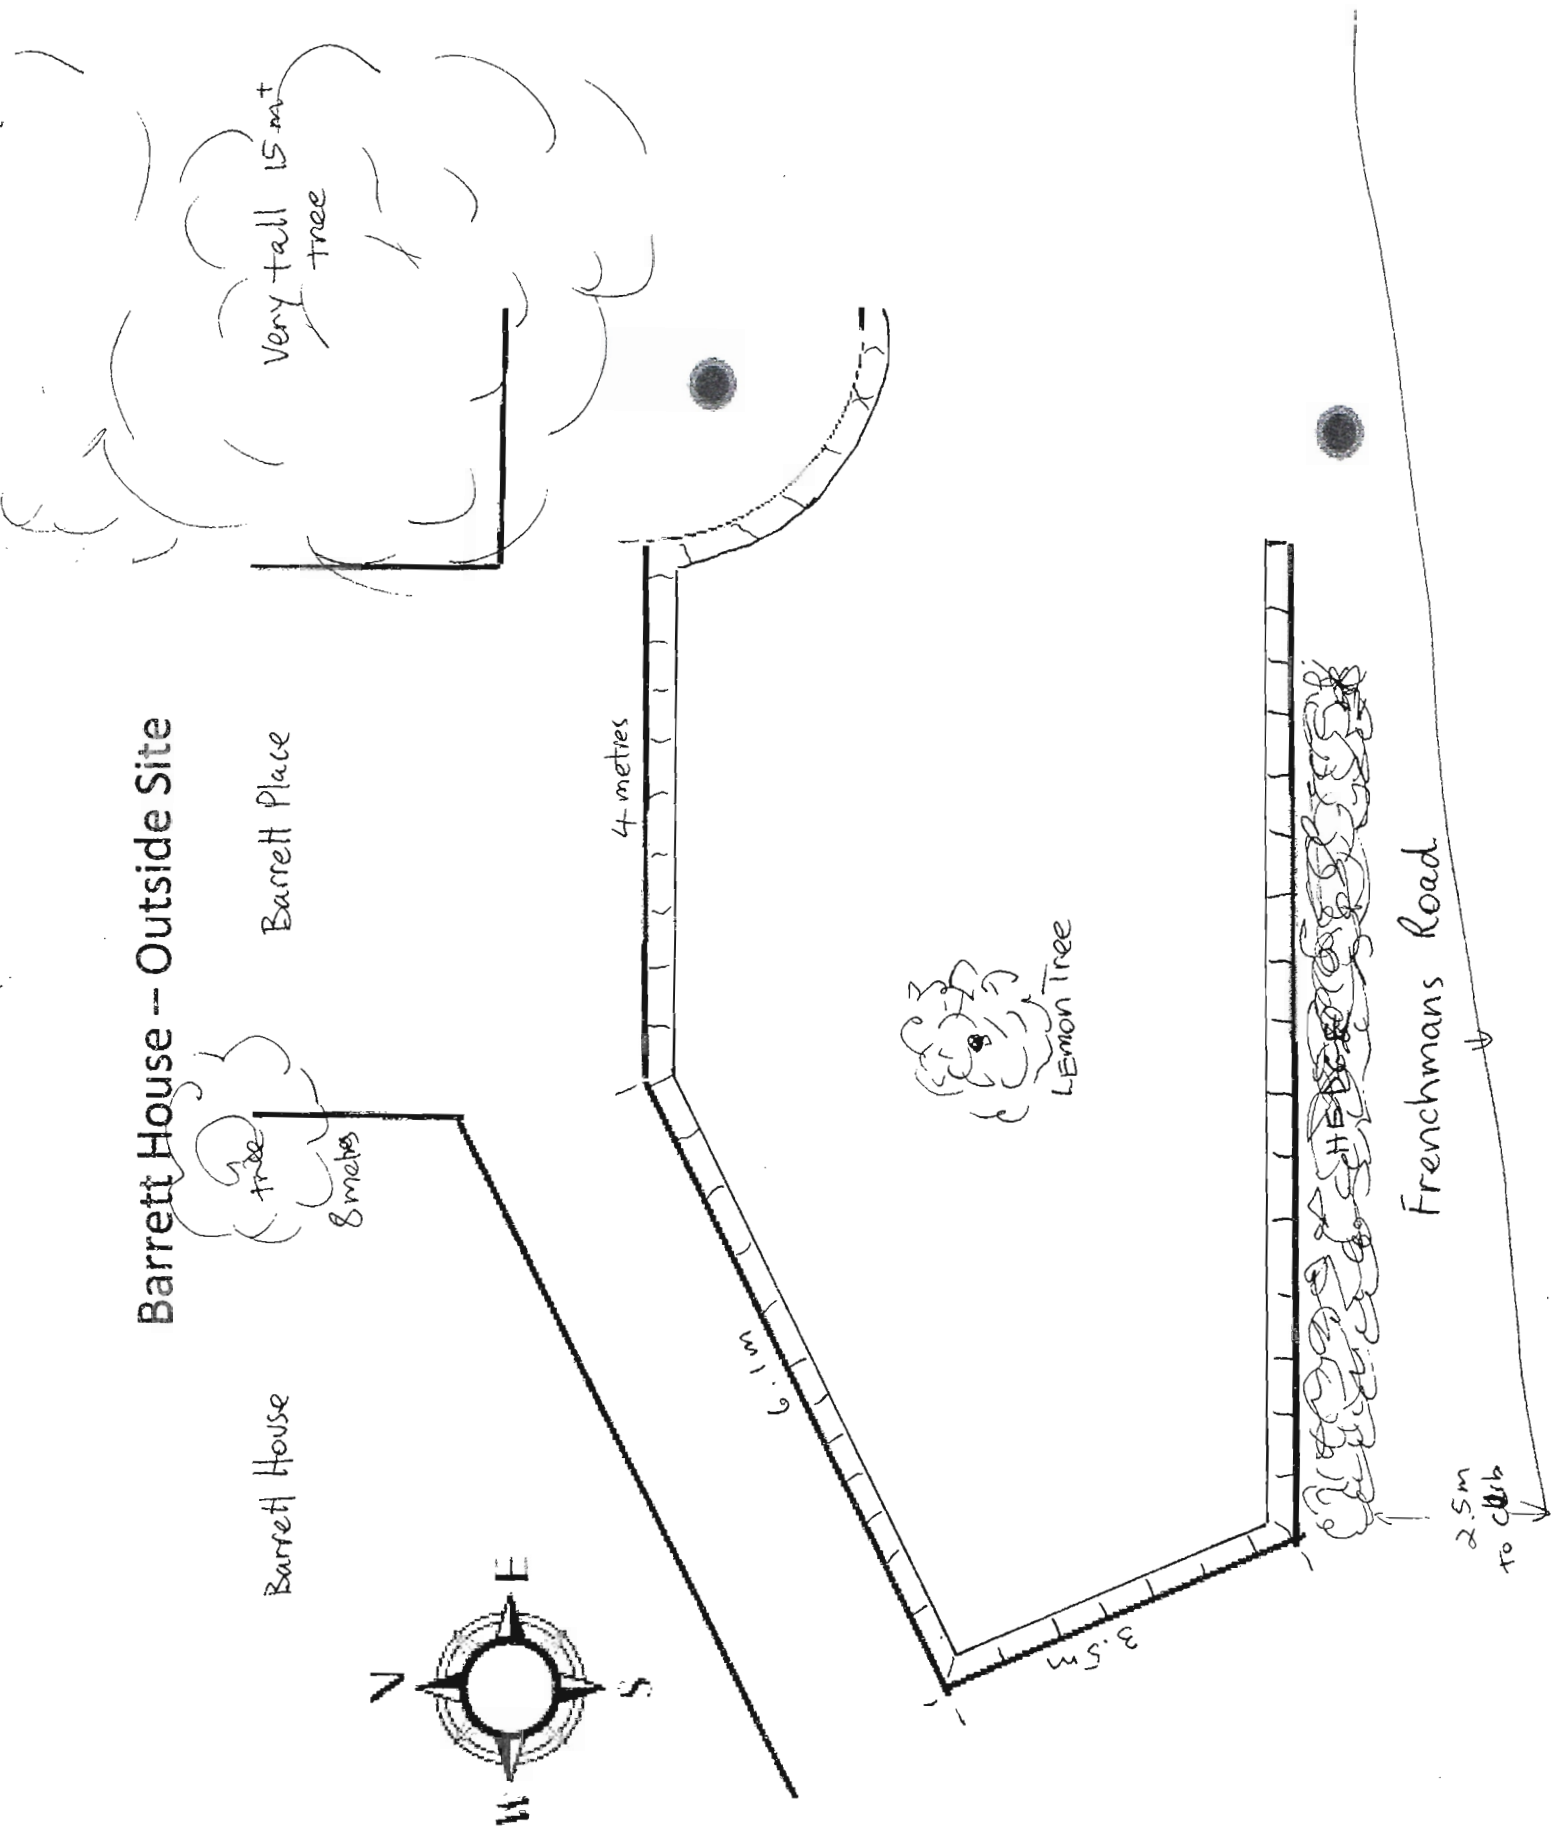 Barrett House – Outside Site
Barrett House
tree
8 metres
Barrett Place
Very tall 15m+
tree
N
E
S
W
4 metres
6.1m
3.5m
LEmon Tree
HEDGE
Frenchmans Road
2.5m
to